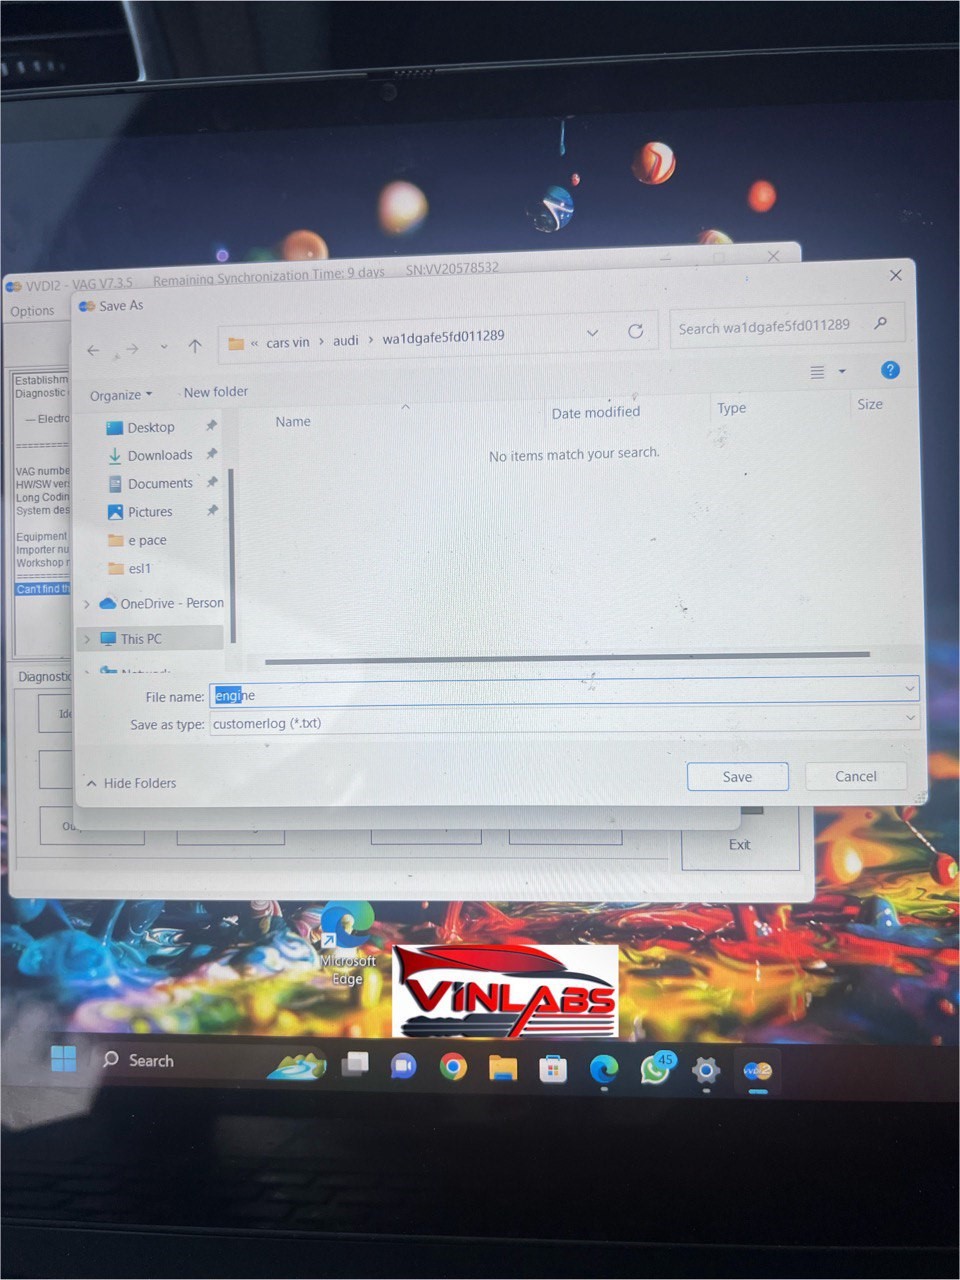 VVDI2 - VAG V7.3.5 Remaining Synchronization Time: 9 days SN:VV20578532
Options
Save As
« cars vin › audi › wa1dgafe5fd011289
Search wa1dgafe5fd011289
Organize
New folder
?
Name
Date modified
Type
Size
No items match your search.
Desktop
Downloads
Documents
Pictures
e pace
esl1
OneDrive - Person
This PC
Establishm
Diagnostic
— Electro
VAG numbe
HW/SW ver
Long Codin
System des
Equipment
Importer nu
Workshop n
Can't find th
Diagnostic
File name: engine
Save as type: customerlog (*.txt)
Hide Folders
Save
Cancel
Exit
Microsoft
Edge
VINLABS
Search
45